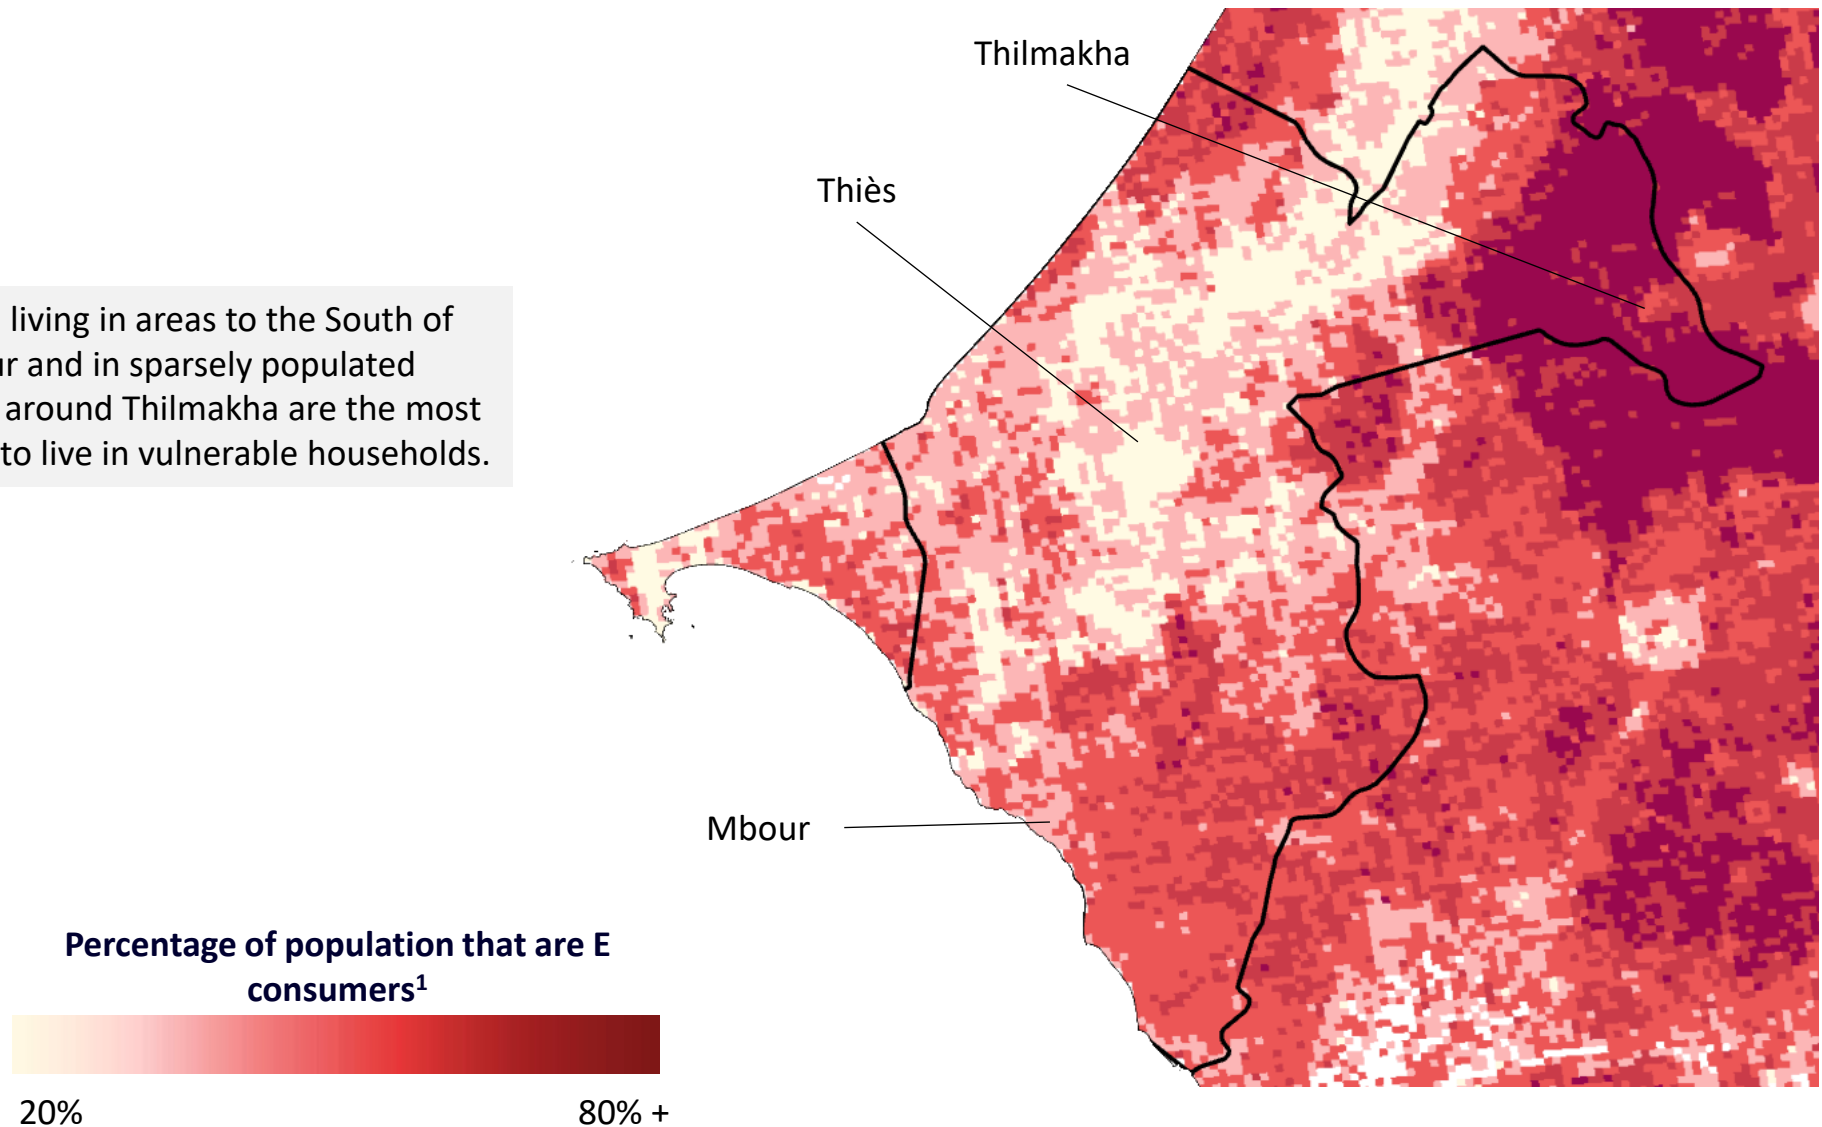 Thilmakha
Thiès
living in areas to the South of
and in sparsely populated
around Thilmakha are the most
to live in vulnerable households.
Mbour
Percentage of population that are E
consumers¹
20%
80% +